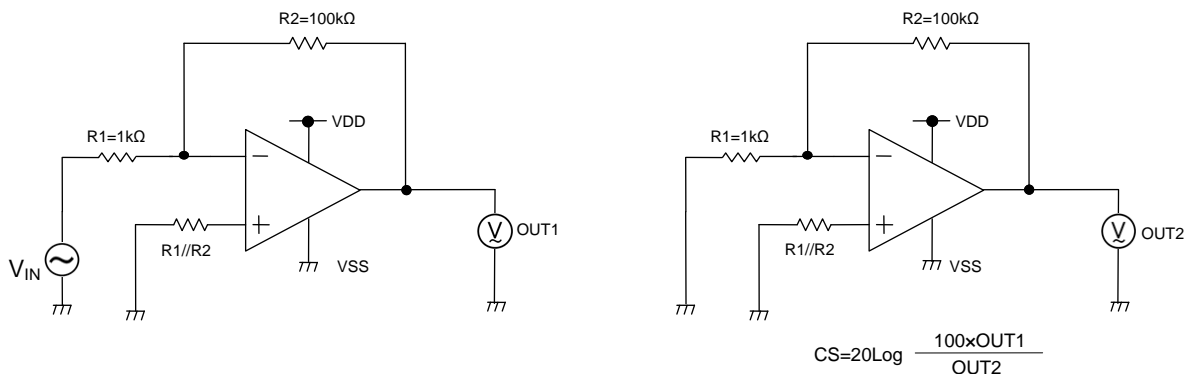 R2=100kΩ
VDD
R1=1kΩ
−
+
R1//R2
VSS
OUT1
V
VIN
R2=100kΩ
VDD
R1=1kΩ
−
+
R1//R2
VSS
OUT2
V
CS=20Log 100×OUT1
OUT2